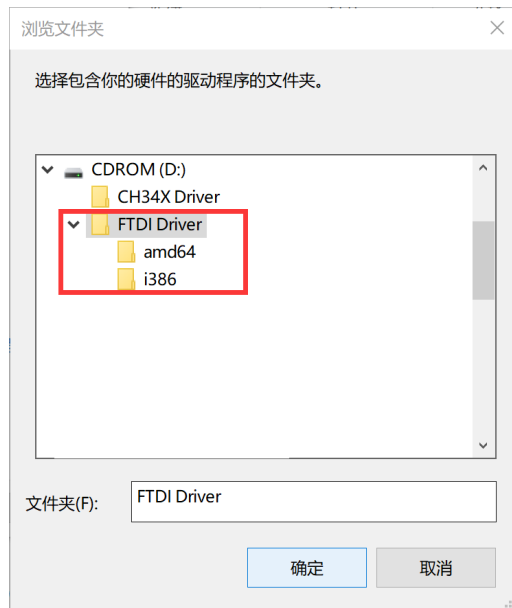 浏览文件夹
选择包含你的硬件的驱动程序的文件夹。
CDROM (D:)
CH34X Driver
FTDI Driver
amd64
i386
文件夹(F):
FTDI Driver
确定
取消